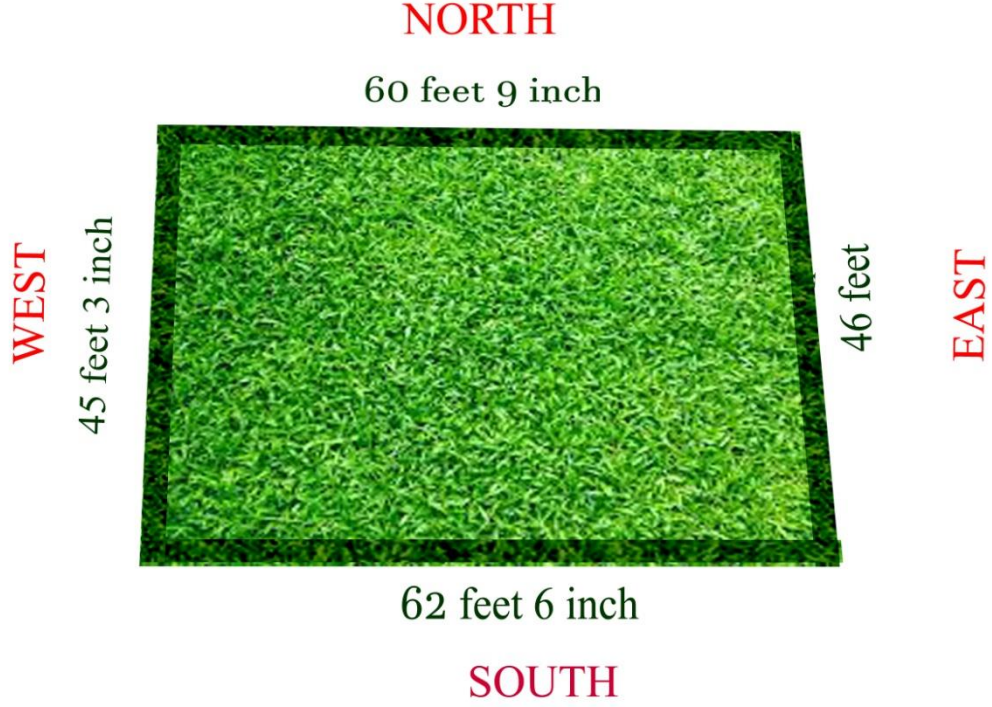 NORTH
60 feet 9 inch
WEST
45 feet 3 inch
46 feet
EAST
62 feet 6 inch
SOUTH